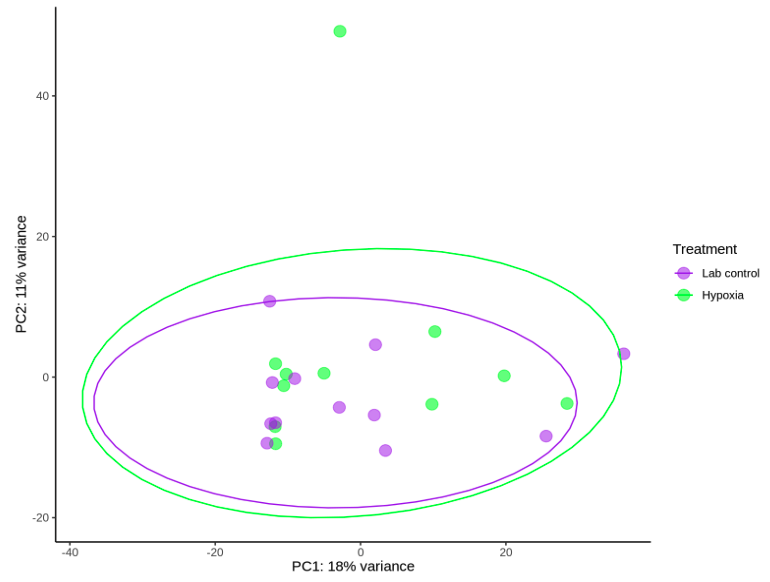 40
20
0
-20
-40
-20
0
20
PC2: 11% variance
PC1: 18% variance
Treatment
Lab control
Hypoxia